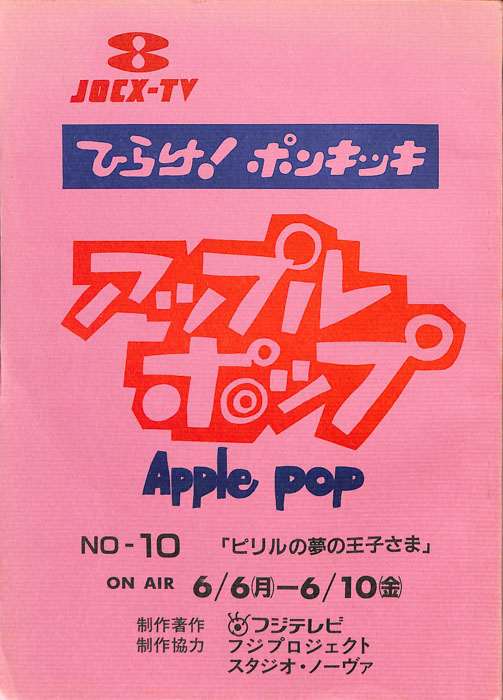 JOCX-TV
ひらけ!ポンキッキ
アップル
ポップ
Apple pop
NO-10 「ピリルの夢の王子さま」
ON AIR 6/6㈪—6/10㈮
制作著作 フジテレビ
制作協力 フジプロジェクト
スタジオ・ノーヴァ